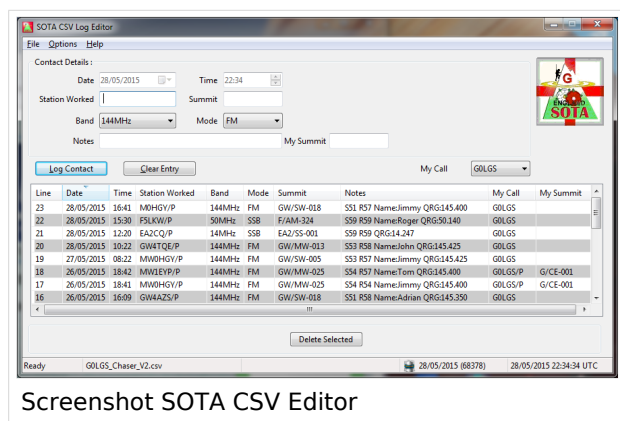 SOTA CSV Log Editor
File Options Help
Contact Details :
Date 28/05/2015 Time 22:34
Station Worked Summit
Band 144MHz Mode FM
Notes My Summit
Log Contact Clear Entry My Call G0LGS
G
ENGLAND
SOTA
Line Date Time Station Worked Band Mode Summit Notes My Call My Summit
23 28/05/2015 16:41 M0HGY/P 144MHz FM GW/SW-018 S51 R57 Name:Jimmy QRG:145.400 G0LGS
22 28/05/2015 15:30 F5LKW/P 50MHz SSB F/AM-324 S59 R59 Name:Roger QRG:50.140 G0LGS
21 28/05/2015 12:20 EA2CQ/P 14MHz SSB EA2/SS-001 S59 R59 QRG:14.247 G0LGS
20 28/05/2015 10:22 GW4TQE/P 144MHz FM GW/MW-013 S53 R58 Name:John QRG:145.425 G0LGS
19 27/05/2015 08:22 MW0HGY/P 144MHz FM GW/SW-005 S53 R57 Name:Jimmy QRG:145.425 G0LGS
18 26/05/2015 18:42 MW1EYP/P 144MHz FM GW/MW-025 S54 R57 Name:Tom QRG:145.400 G0LGS/P G/CE-001
17 26/05/2015 18:41 MW0HGY/P 144MHz FM GW/MW-025 S54 R54 Name:Jimmy QRG:145.400 G0LGS/P G/CE-001
16 26/05/2015 16:09 GW4AZS/P 144MHz FM GW/SW-018 S51 R58 Name:Adrian QRG:145.350 G0LGS
Delete Selected
Ready G0LGS_Chaser_V2.csv 28/05/2015 (68378) 28/05/2015 22:34:34 UTC
Screenshot SOTA CSV Editor